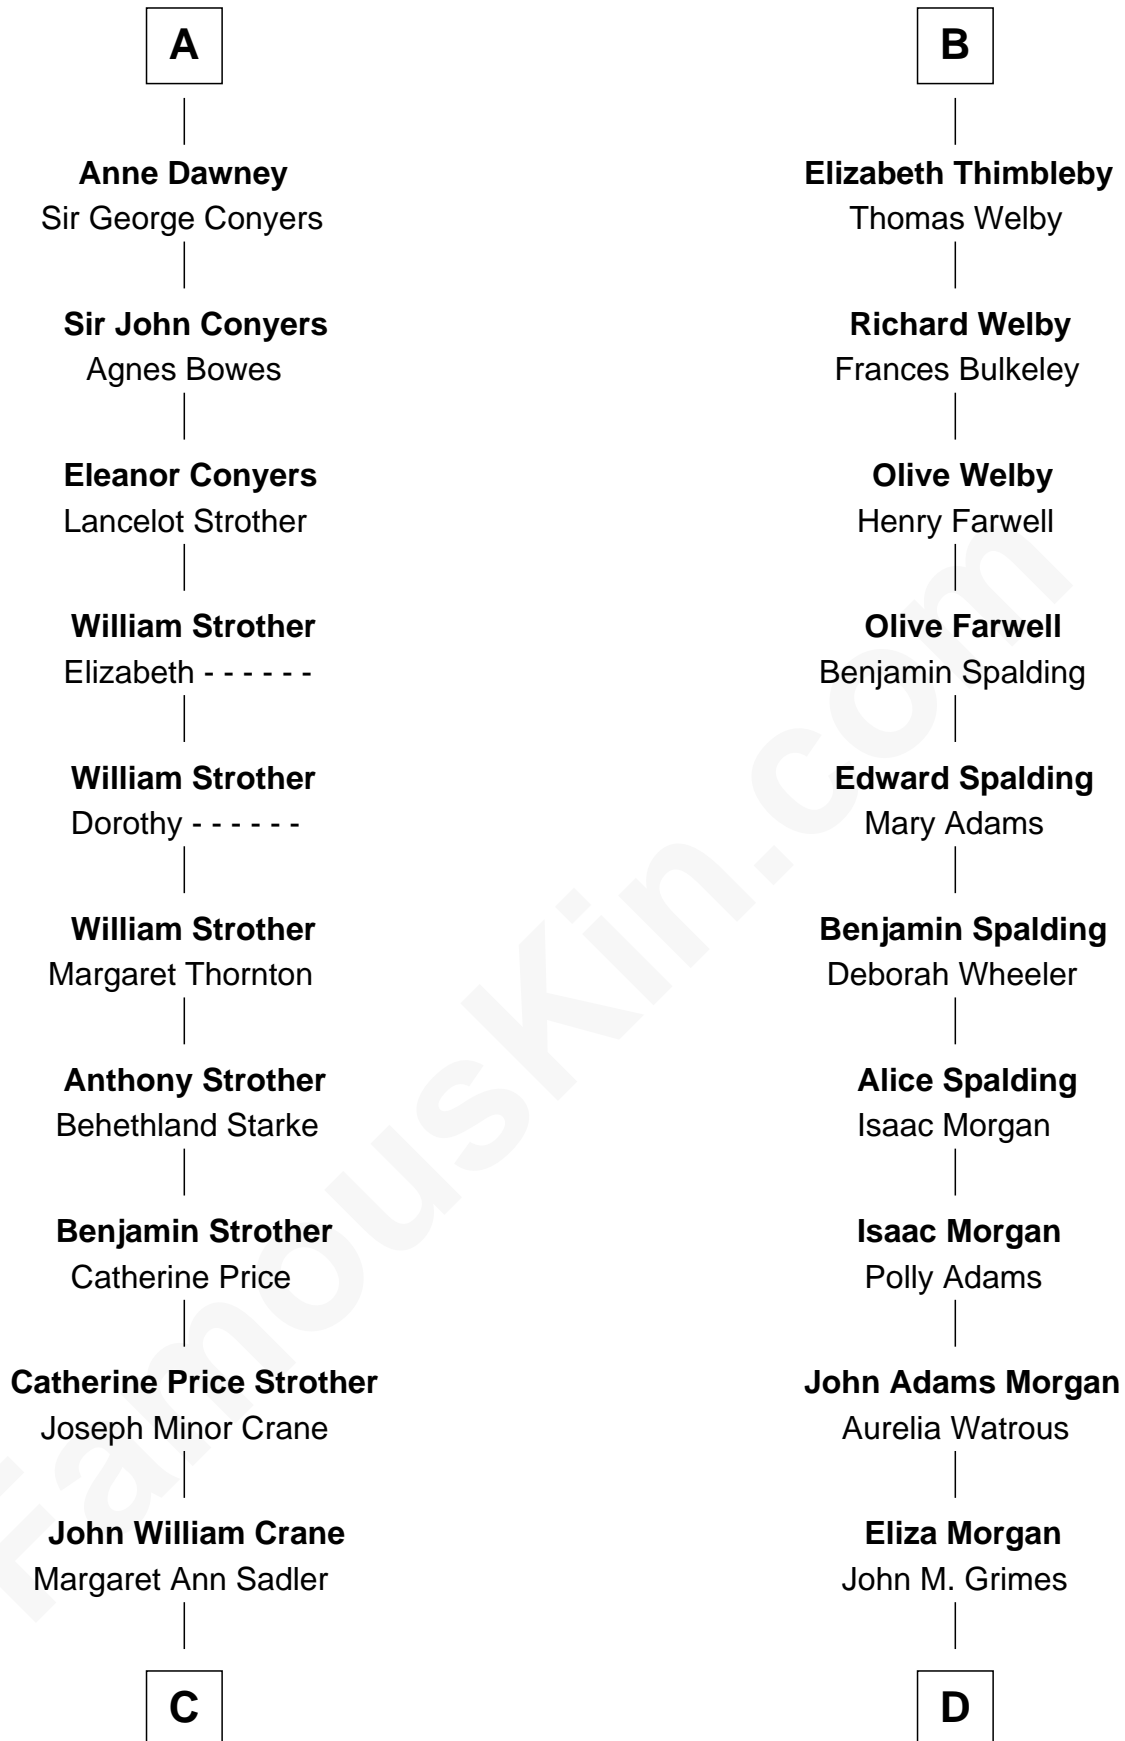 A
Anne Dawney
Sir George Conyers
Sir John Conyers
Agnes Bowes
Eleanor Conyers
Lancelot Strother
William Strother
Elizabeth - - - - - -
William Strother
Dorothy - - - - - -
William Strother
Margaret Thornton
Anthony Strother
Behethland Starke
Benjamin Strother
Catherine Price
Catherine Price Strother
Joseph Minor Crane
John William Crane
Margaret Ann Sadler
C
B
Elizabeth Thimbleby
Thomas Welby
Richard Welby
Frances Bulkeley
Olive Welby
Henry Farwell
Olive Farwell
Benjamin Spalding
Edward Spalding
Mary Adams
Benjamin Spalding
Deborah Wheeler
Alice Spalding
Isaac Morgan
Isaac Morgan
Polly Adams
John Adams Morgan
Aurelia Watrous
Eliza Morgan
John M. Grimes
D
FamousKin.com